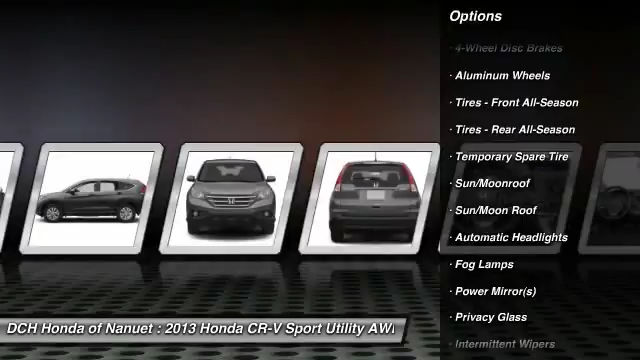 Options
4-Wheel Disc Brakes
Aluminum Wheels
Tires - Front All-Season
Tires - Rear All-Season
Temporary Spare Tire
Sun/Moonroof
Sun/Moon Roof
Automatic Headlights
Fog Lamps
Power Mirror(s)
Privacy Glass
Intermittent Wipers
DCH Honda of Nanuet : 2013 Honda CR-V Sport Utility AW